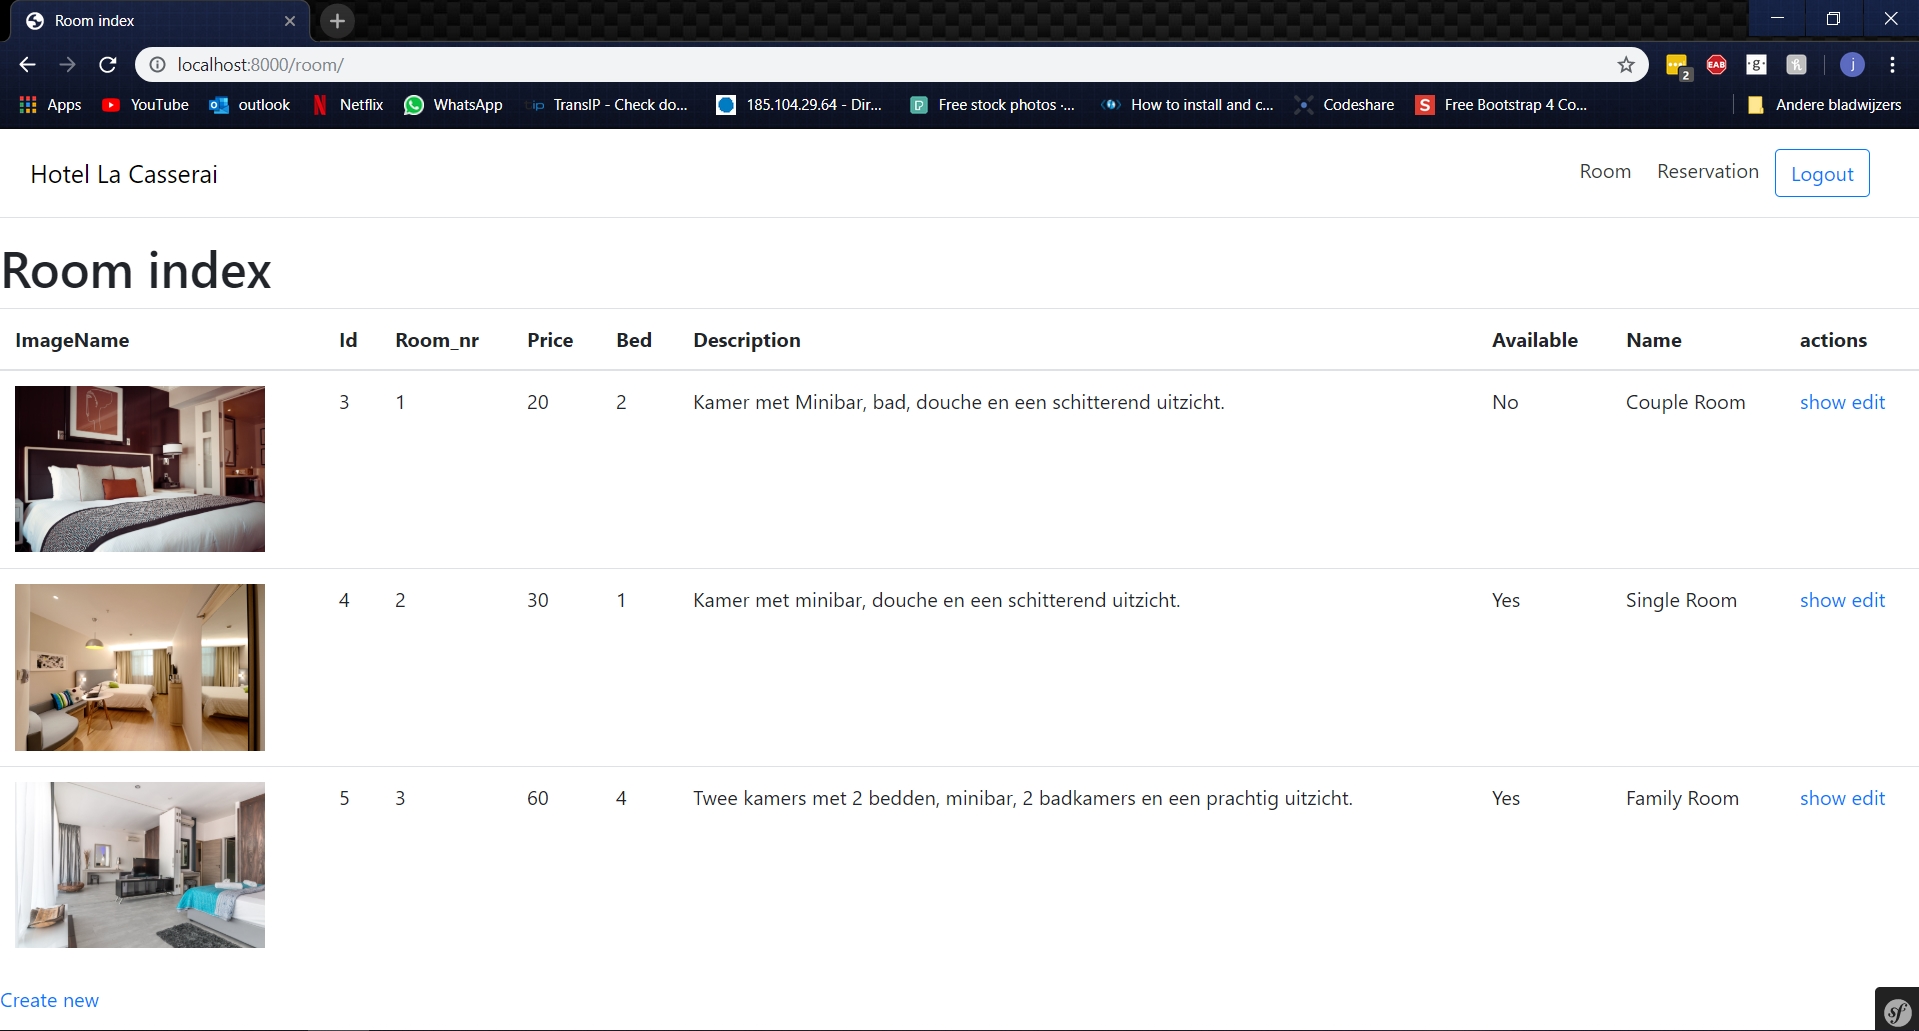 Room index
localhost:8000/room/
2
EAB
g
j
Apps YouTube outlook Netflix WhatsApp TransIP - Check do... 185.104.29.64 - Dir... Free stock photos ·... How to install and c... Codeshare Free Bootstrap 4 Co... Andere bladwijzers
Hotel La Casserai Room Reservation Logout
Room index
ImageName Id Room_nr Price Bed Description Available Name actions
3 1 20 2 Kamer met Minibar, bad, douche en een schitterend uitzicht. No Couple Room show edit
4 2 30 1 Kamer met minibar, douche en een schitterend uitzicht. Yes Single Room show edit
5 3 60 4 Twee kamers met 2 bedden, minibar, 2 badkamers en een prachtig uitzicht. Yes Family Room show edit
Create new
sf